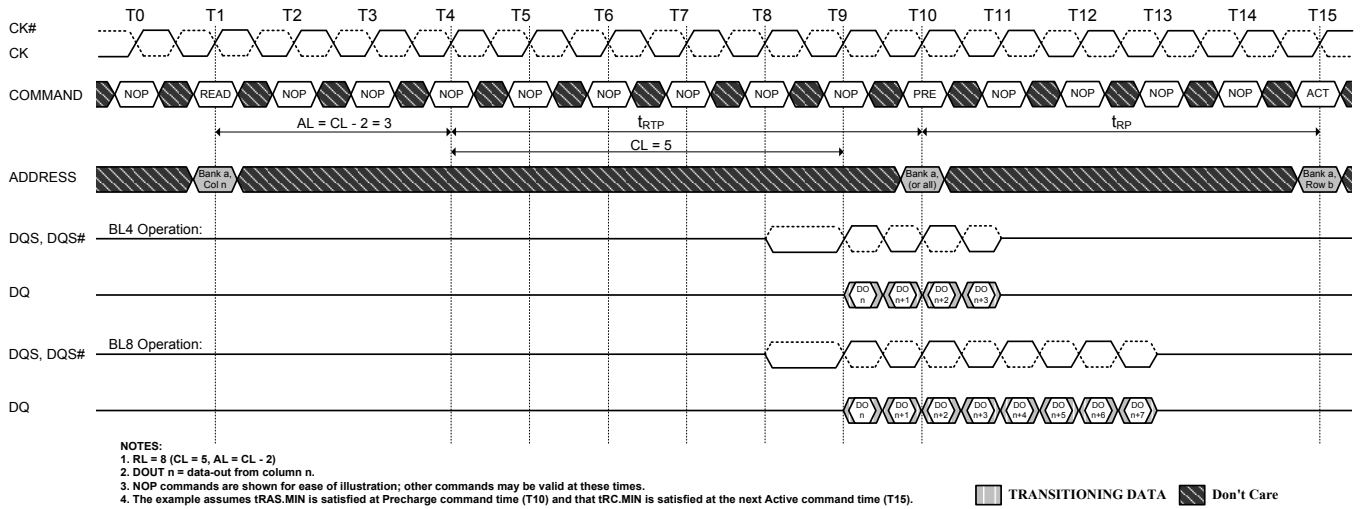 T0 T1 T2 T3 T4 T5 T6 T7 T8 T9 T10 T11 T12 T13 T14 T15
CK#
CK
COMMAND NOP READ NOP NOP NOP NOP NOP NOP NOP NOP PRE NOP NOP NOP NOP ACT
AL = CL - 2 = 3 tRTP tRP
CL = 5
ADDRESS Bank a, Col n Bank a, (or all) Bank a, Row b
BL4 Operation:
DQS, DQS#
DQ DO n DO n+1 DO n+2 DO n+3
BL8 Operation:
DQS, DQS#
DQ DO n DO n+1 DO n+2 DO n+3 DO n+4 DO n+5 DO n+6 DO n+7
NOTES:
1. RL = 8 (CL = 5, AL = CL - 2)
2. DOUT n = data-out from column n.
3. NOP commands are shown for ease of illustration; other commands may be valid at these times.
4. The example assumes tRAS.MIN is satisfied at Precharge command time (T10) and that tRC.MIN is satisfied at the next Active command time (T15).
TRANSITIONING DATA Don't Care